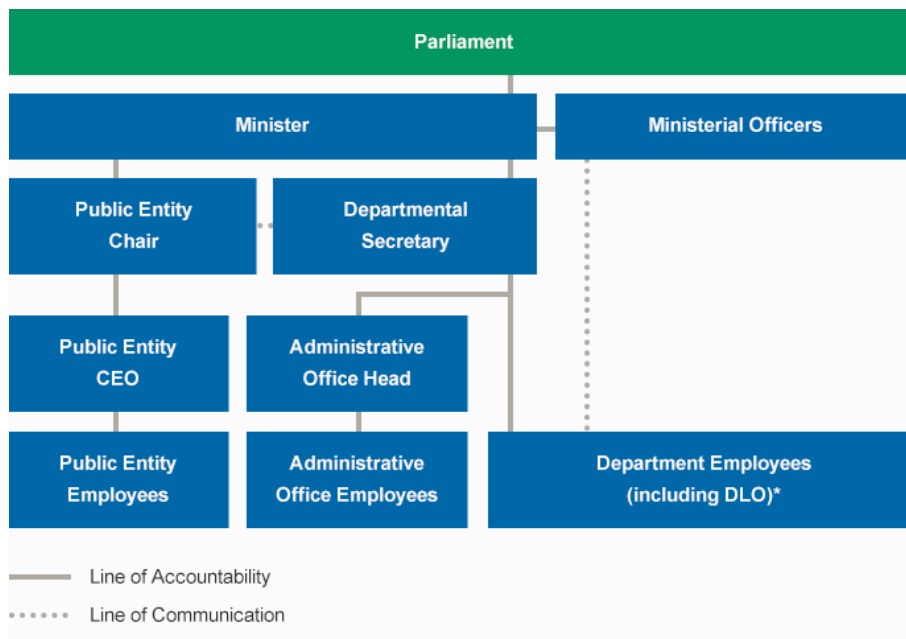 Parliament
Minister
Ministerial Officers
Public Entity
Chair
Departmental
Secretary
Public Entity
CEO
Administrative
Office Head
Public Entity
Employees
Administrative
Office Employees
Department Employees
(including DLO)*
Line of Accountability
Line of Communication